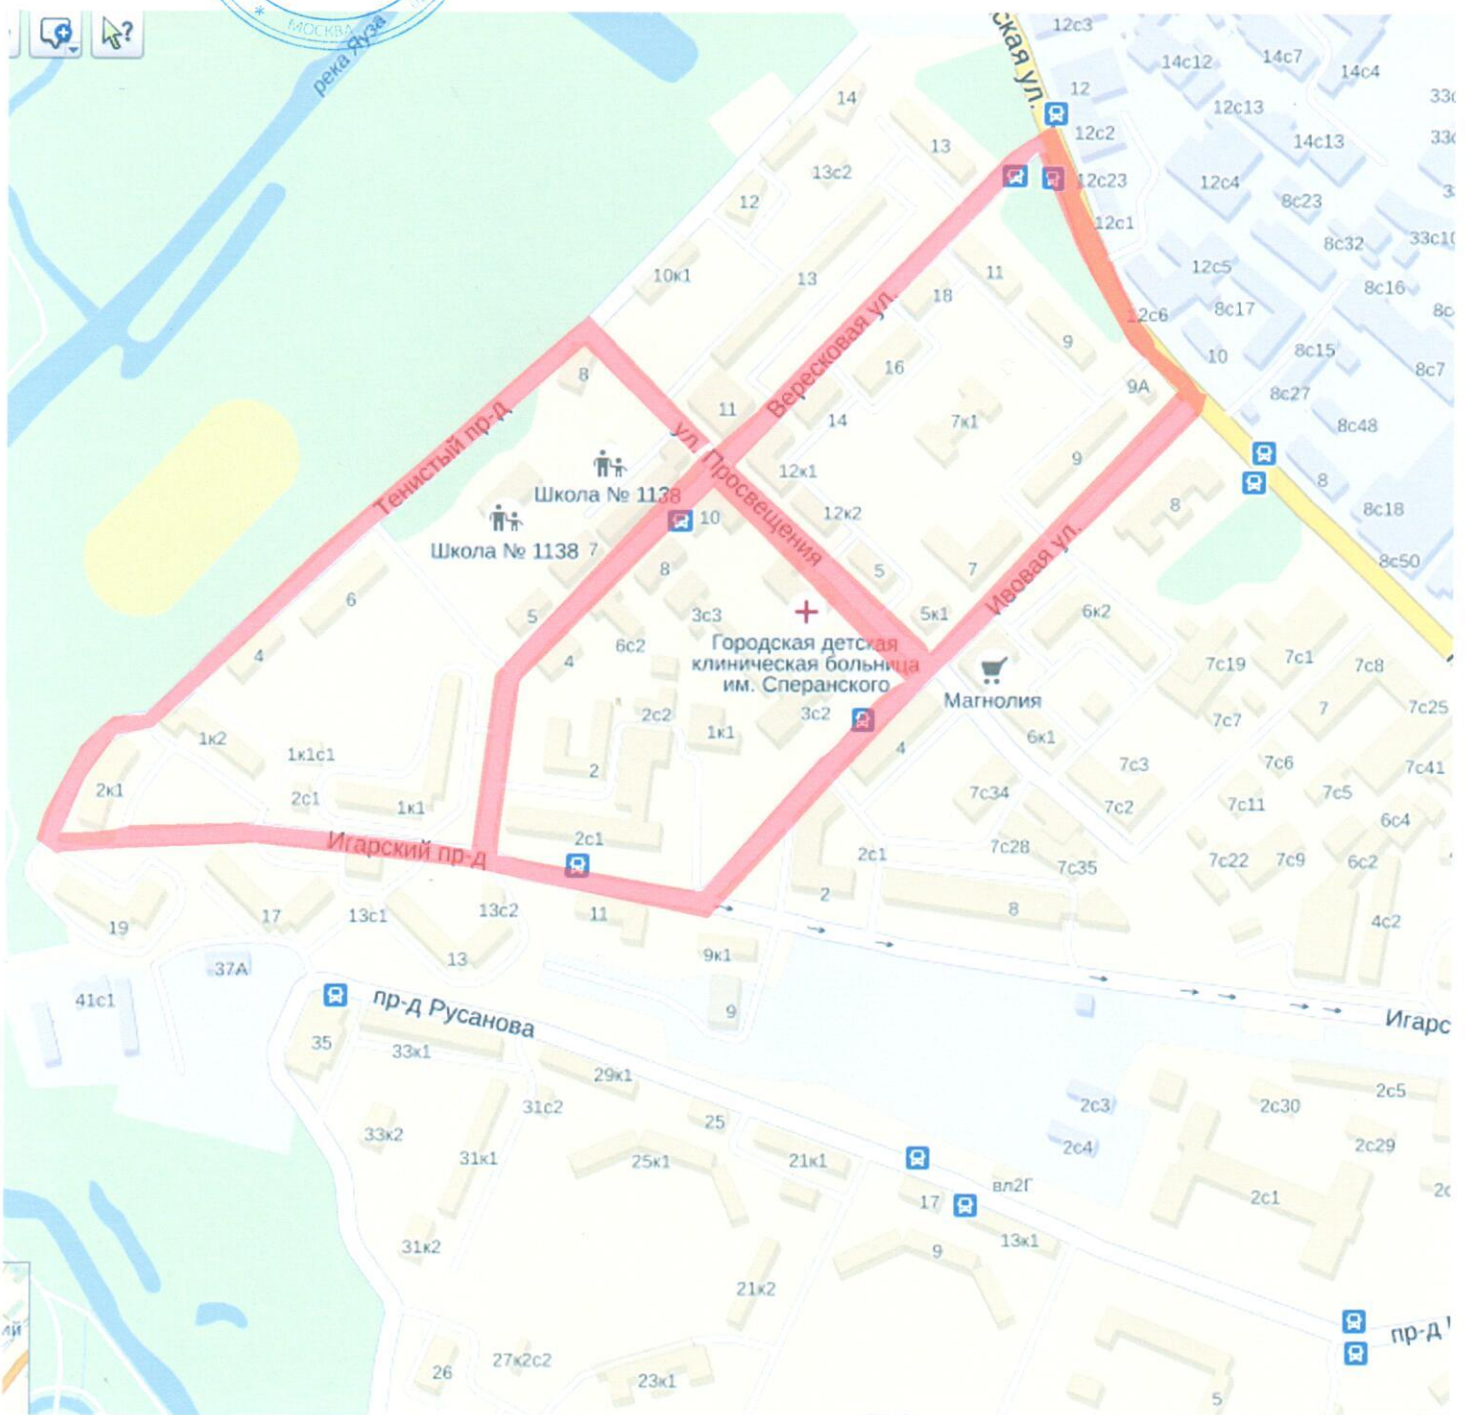 МОСКВА
река Яуза
ская ул.
12с3
14с12
14с7
14с4
12
12с13
14с13
12с2
14
13
13с2
12с23
12с4
8с23
12
12с1
8с32
33с10
10к1
13
11
12с5
8с16
18
8с17
12с6
9
8с15
10
8с7
8
16
9А
8с27
Вересковая ул.
11
14
7к1
8с48
Тенистый пр-д
ул. Просвещения
12к1
9
8
Школа № 1138
10
12к2
8
8с18
Школа № 1138
7
8
5
7
Ивовая ул.
8с50
6
5
3с3
5к1
6к2
4
4
6с2
Городская детская
клиническая больница
им. Сперанского
7с19
7с1
7с8
Магнолия
2с2
3с2
7
7с25
1к2
1к1
6к1
7с7
1к1с1
4
7с3
7с6
7с41
2к1
2с1
1к1
2
7с34
7с2
7с11
7с5
6с4
Игарский пр-д
2с1
2с1
7с28
7с35
7с22
7с9
6с2
19
17
13с1
13с2
11
2
8
4с2
13
9к1
37А
41с1
9
пр-д Русанова
Игарс
35
33к1
29к1
2с5
31с2
2с3
2с30
33к2
25
2с4
2с29
31к1
25к1
21к1
вл2Г
2с1
17
31к2
9
13к1
21к2
пр-д
ий
26
27к2с2
23к1
5